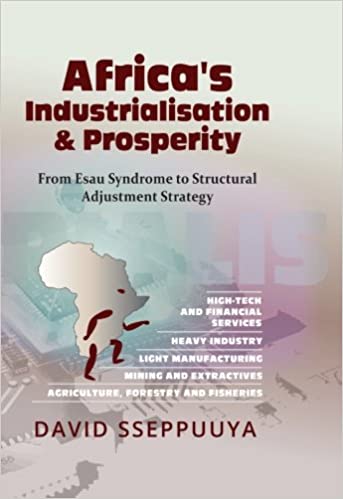 Africa's
Industrialisation
& Prosperity
From Esau Syndrome to Structural
Adjustment Strategy
RALIS
HIGH-TECH
AND FINANCIAL
SERVICES
HEAVY INDUSTRY
LIGHT MANUFACTURING
MINING AND EXTRACTIVES
AGRICULTURE, FORESTRY AND FISHERIES
DAVID SSEPPUUYA